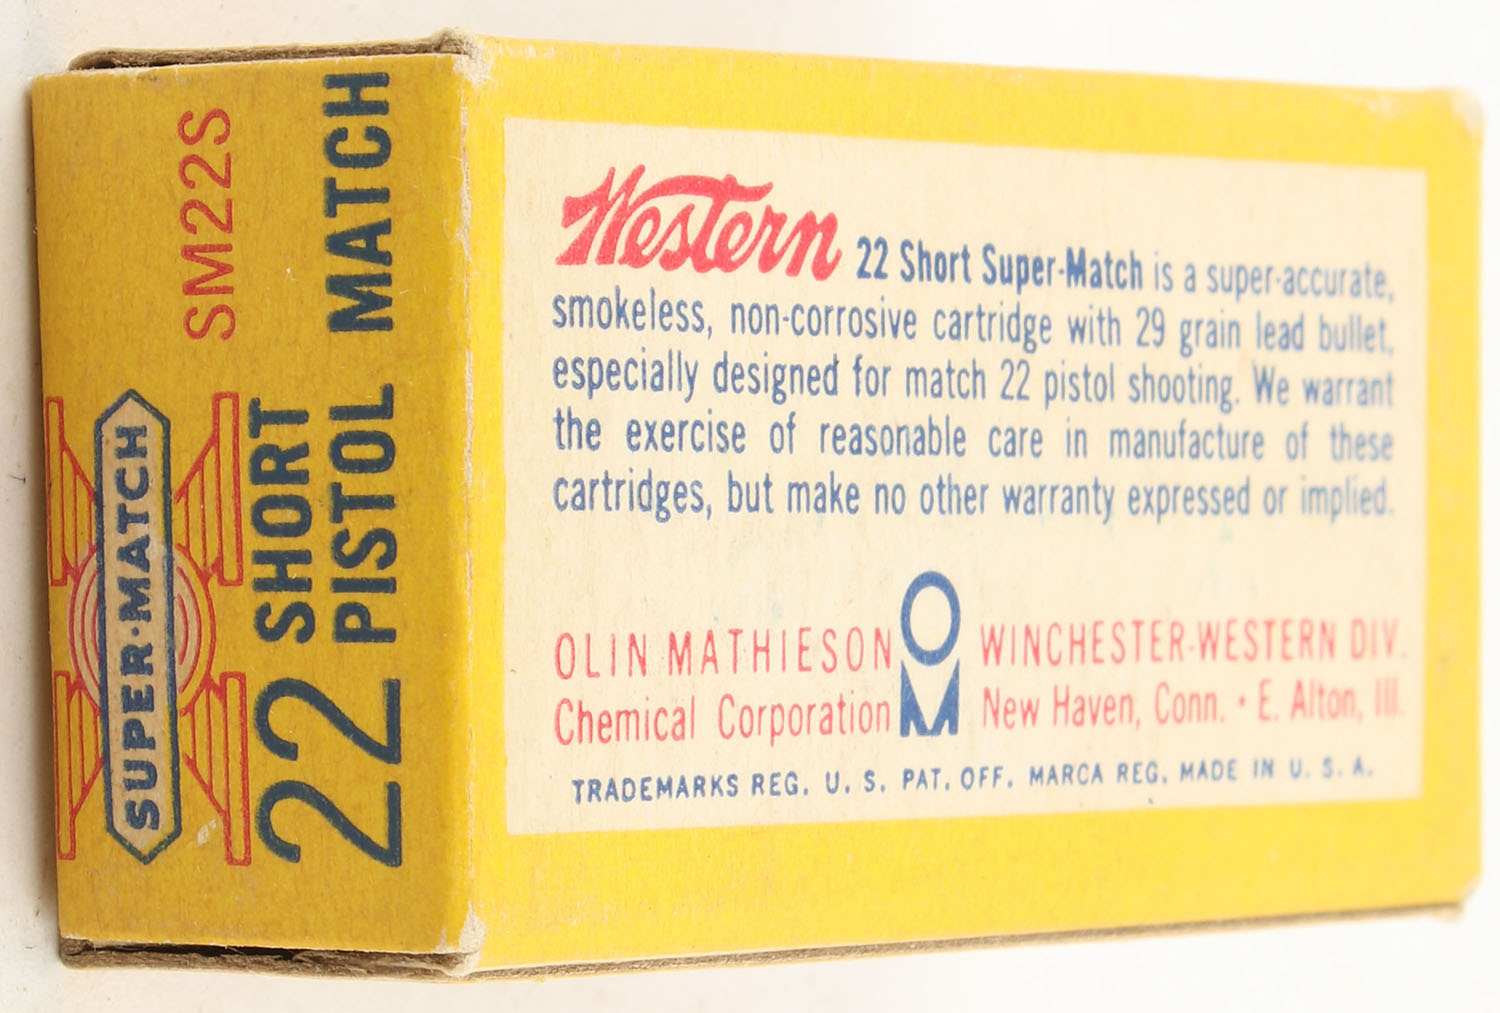 SUPER·MATCH
SM22S
22 SHORT
PISTOL MATCH
Western 22 Short Super-Match is a super-accurate,
smokeless, non-corrosive cartridge with 29 grain lead bullet,
especially designed for match 22 pistol shooting. We warrant
the exercise of reasonable care in manufacture of these
cartridges, but make no other warranty expressed or implied.
OLIN MATHIESON
Chemical Corporation
OM
WINCHESTER-WESTERN DIV.
New Haven, Conn. • E. Alton, Ill.
TRADEMARKS REG. U. S. PAT. OFF. MARCA REG. MADE IN U. S. A.